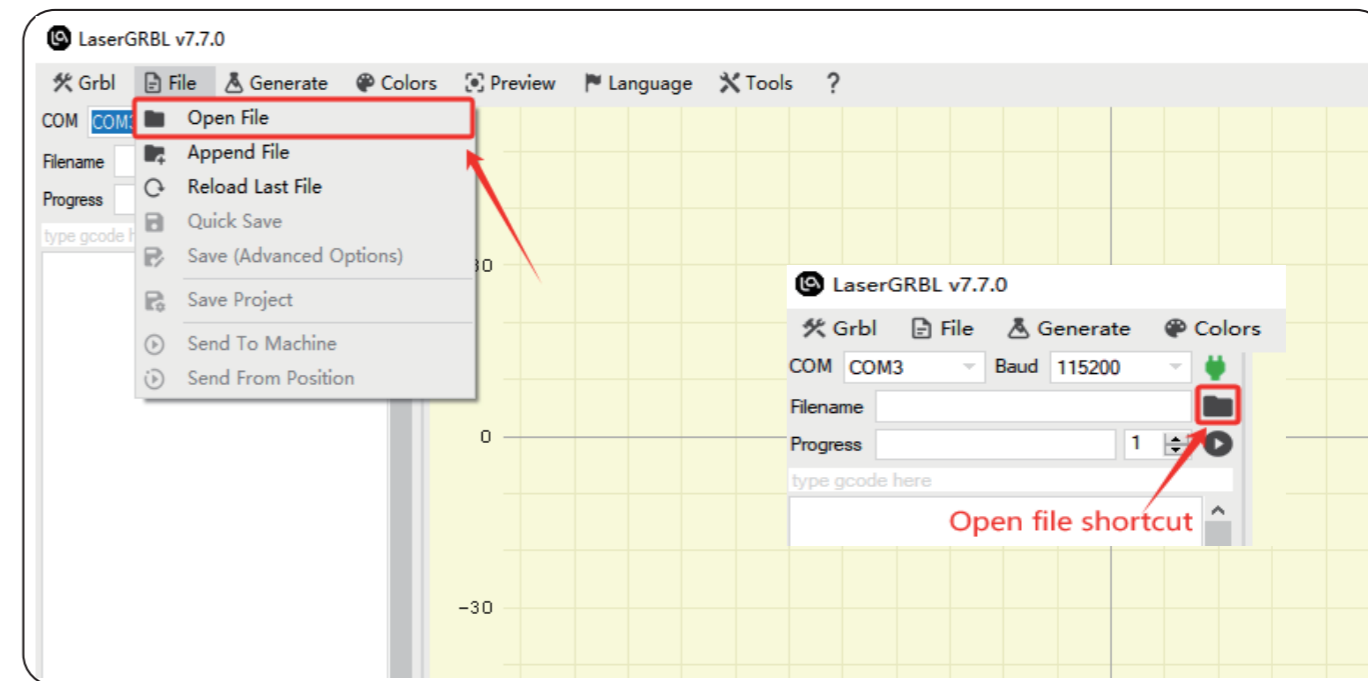 LaserGRBL v7.7.0
Grbl File Generate Colors Preview Language Tools ?
COM COM3
Open File
Filename
Append File
Progress
Reload Last File
type gcode h
Quick Save
Save (Advanced Options)
Save Project
Send To Machine
Send From Position
30
0
-30
LaserGRBL v7.7.0
Grbl File Generate Colors
COM COM3 Baud 115200
Filename
Progress 1
type gcode here
Open file shortcut